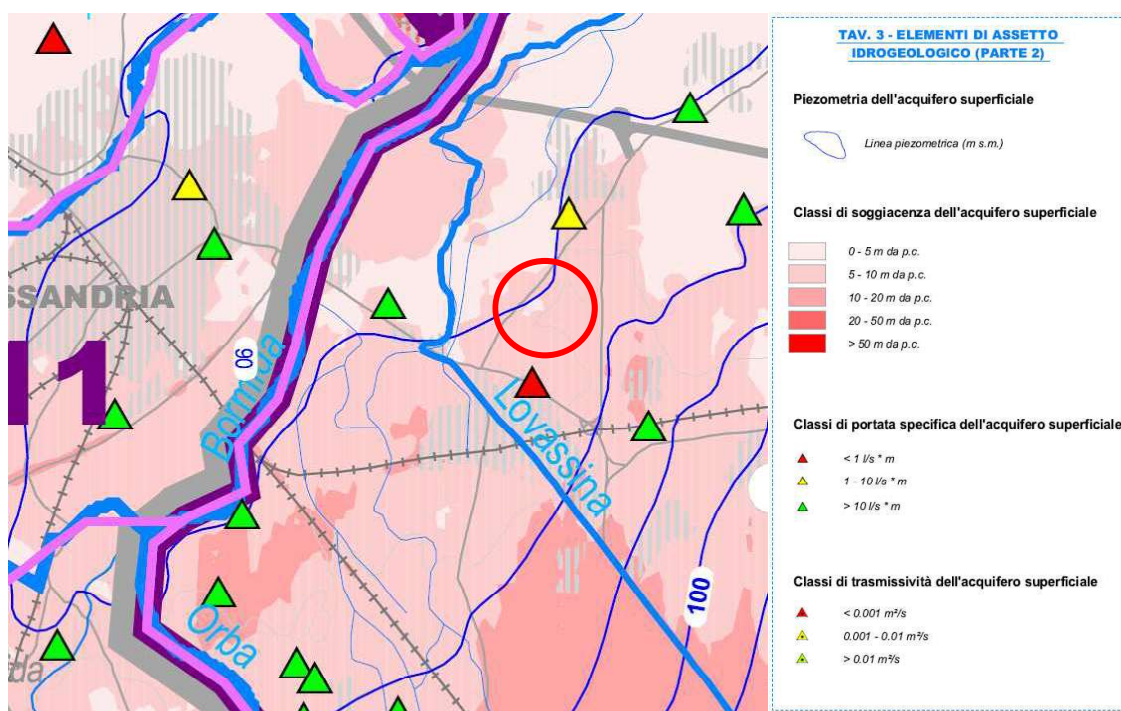 SSANDRIA
1
90
Bormida
Lovassina
100
Orba
TAV. 3 - ELEMENTI DI ASSETTO
IDROGEOLOGICO (PARTE 2)
Piezometria dell'acquifero superficiale
Linea piezometrica (m s.m.)
Classi di soggiacenza dell'acquifero superficiale
0 - 5 m da p.c.
5 - 10 m da p.c.
10 - 20 m da p.c.
20 - 50 m da p.c.
> 50 m da p.c.
Classi di portata specifica dell'acquifero superficiale
< 1 l/s * m
1 - 10 l/s * m
> 10 l/s * m
Classi di trasmissività dell'acquifero superficiale
< 0.001 m²/s
0.001 - 0.01 m²/s
> 0.01 m²/s